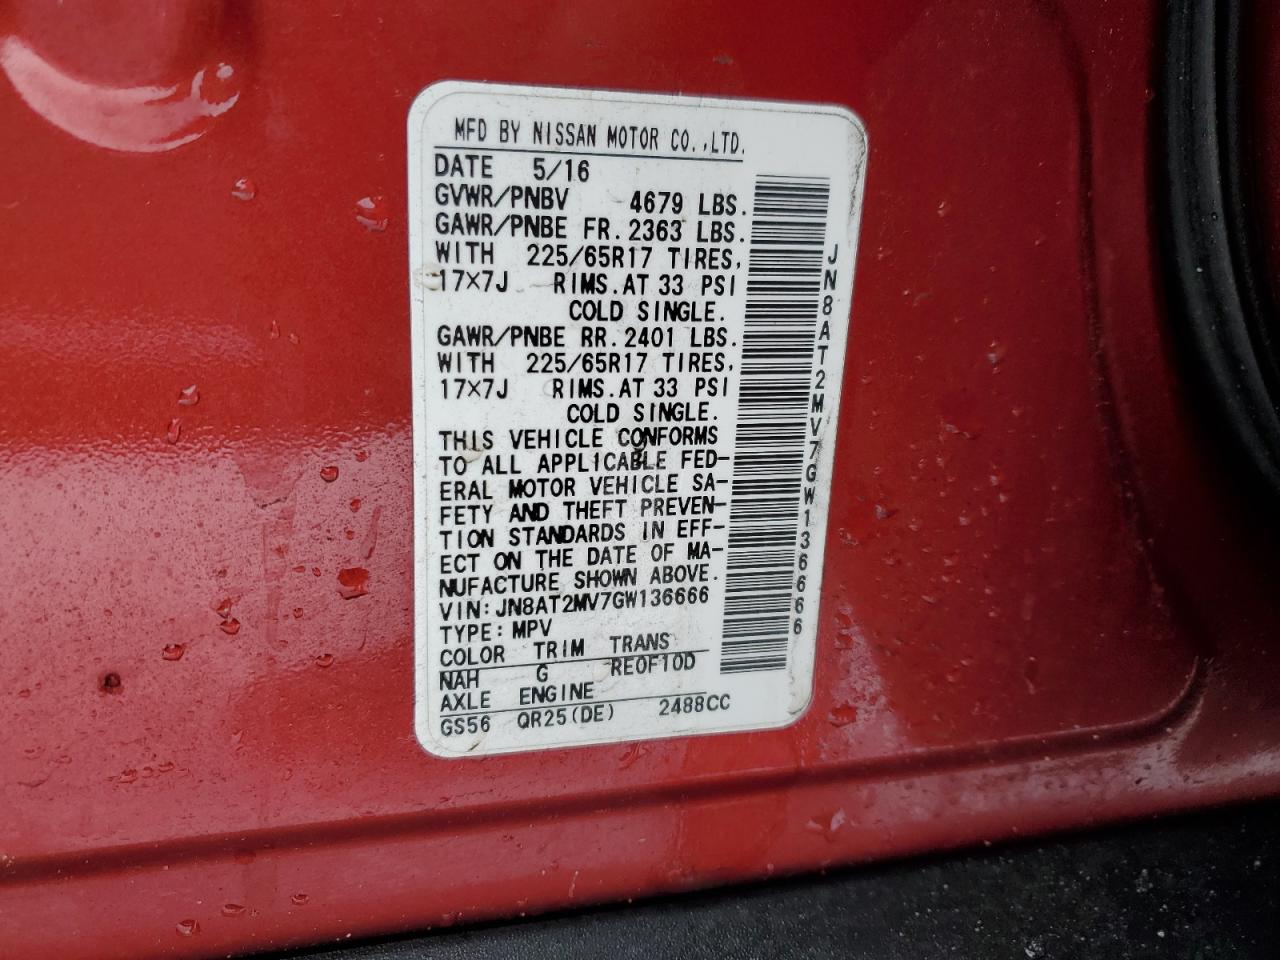 MFD BY NISSAN MOTOR CO.,LTD.
DATE 5/16
GVWR/PNBV 4679 LBS.
GAWR/PNBE FR. 2363 LBS.
WITH 225/65R17 TIRES,
17×7J RIMS. AT 33 PSI
COLD SINGLE.
GAWR/PNBE RR. 2401 LBS.
WITH 225/65R17 TIRES,
17×7J RIMS. AT 33 PSI
COLD SINGLE.
THIS VEHICLE CONFORMS
TO ALL APPLICABLE FED-
ERAL MOTOR VEHICLE SA-
FETY AND THEFT PREVEN-
TION STANDARDS IN EFF-
ECT ON THE DATE OF MA-
NUFACTURE SHOWN ABOVE.
VIN: JN8AT2MV7GW136666
TYPE: MPV
COLOR TRIM TRANS
NAH G RE0F10D
AXLE ENGINE
GS56 QR25(DE) 2488CC
JN8AT2MV7GW136666